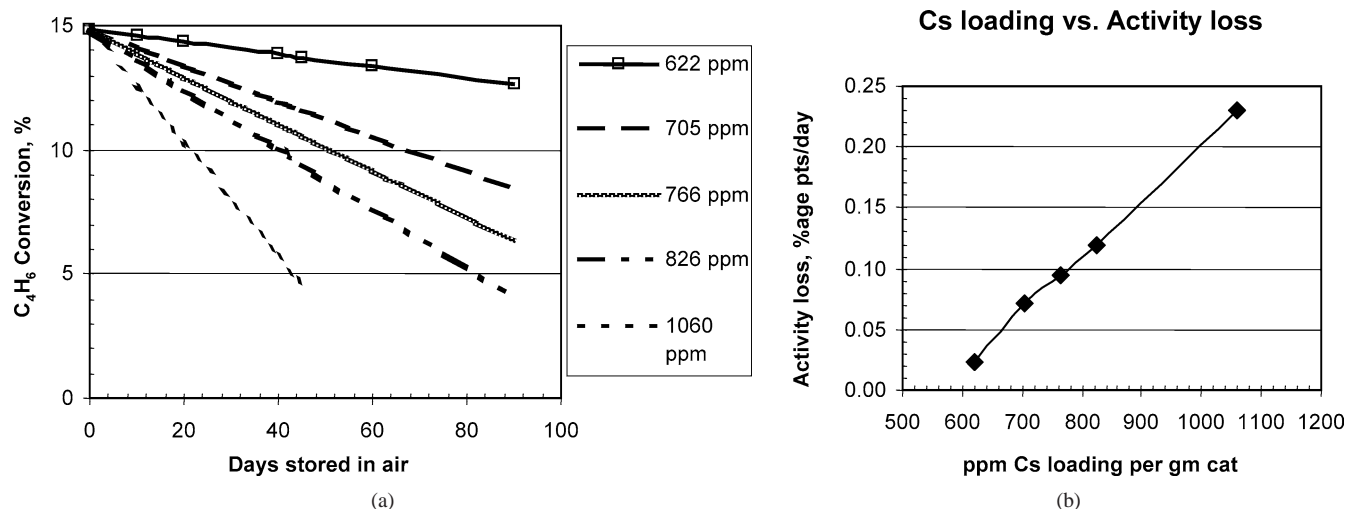 15
10
5
0
0
20
40
60
80
100
C₄H₆ Conversion, %
Days stored in air
622 ppm
705 ppm
766 ppm
826 ppm
1060
ppm
(a)
Cs loading vs. Activity loss
0.25
0.20
0.15
0.10
0.05
0.00
500
600
700
800
900
1000
1100
1200
Activity loss, %age pts/day
ppm Cs loading per gm cat
(b)